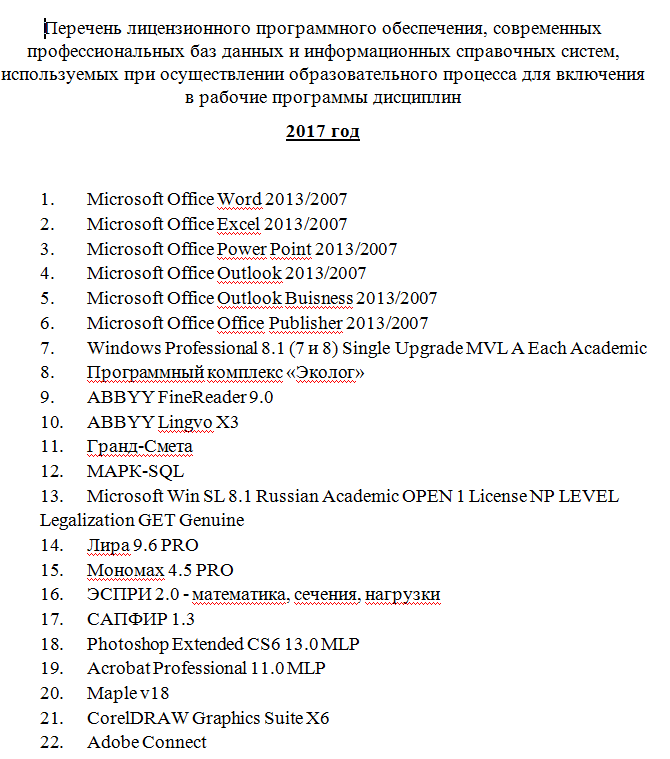 Перечень лицензионного программного обеспечения, современных
профессиональных баз данных и информационных справочных систем,
используемых при осуществлении образовательного процесса для включения
в рабочие программы дисциплин
2017 год
1. Microsoft Office Word 2013/2007
2. Microsoft Office Excel 2013/2007
3. Microsoft Office Power Point 2013/2007
4. Microsoft Office Outlook 2013/2007
5. Microsoft Office Outlook Buisness 2013/2007
6. Microsoft Office Office Publisher 2013/2007
7. Windows Professional 8.1 (7 и 8) Single Upgrade MVL A Each Academic
8. Программный комплекс «Эколог»
9. ABBYY FineReader 9.0
10. ABBYY Lingvo X3
11. Гранд-Смета
12. МАРК-SQL
13. Microsoft Win SL 8.1 Russian Academic OPEN 1 License NP LEVEL
Legalization GET Genuine
14. Лира 9.6 PRO
15. Мономах 4.5 PRO
16. ЭСПРИ 2.0 - математика, сечения, нагрузки
17. САПФИР 1.3
18. Photoshop Extended CS6 13.0 MLP
19. Acrobat Professional 11.0 MLP
20. Maple v18
21. CorelDRAW Graphics Suite X6
22. Adobe Connect